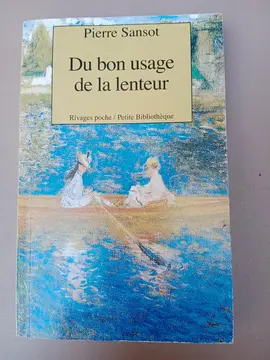 Pierre Sansot
Du bon usage
de la lenteur
Rivages poche / Petite Bibliothèque